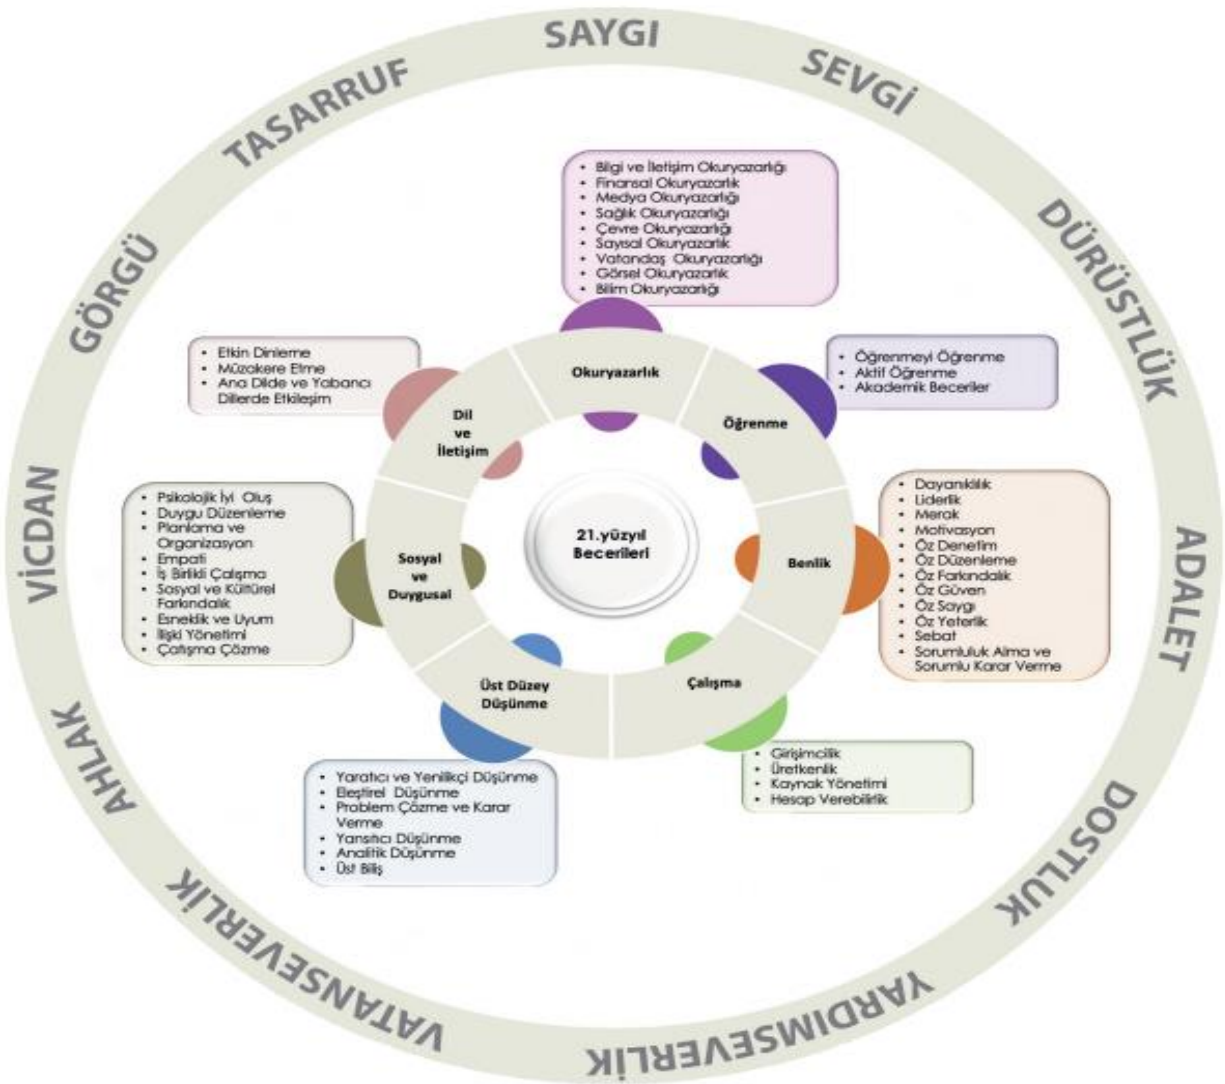 SAYGI
SEVGİ
DÜRÜSTLÜK
ADALET
DOSTLUK
YARDIMSEVERLİK
VATANSEVERLİK
AHLAK
VİCDAN
GÖRGÜ
TASARRUF
• Bilgi ve İletişim Okuryazarlığı
• Finansal Okuryazarlık
• Medya Okuryazarlığı
• Sağlık Okuryazarlığı
• Çevre Okuryazarlığı
• Sayısal Okuryazarlık
• Vatandaş Okuryazarlığı
• Görsel Okuryazarlık
• Bilim Okuryazarlığı
Okuryazarlık
• Öğrenmeyi Öğrenme
• Aktif Öğrenme
• Akademik Beceriler
Öğrenme
• Dayanıklılık
• Liderlik
• Merak
• Motivasyon
• Öz Denetim
• Öz Düzenleme
• Öz Farkındalık
• Öz Güven
• Öz Saygı
• Öz Yeterlik
• Sebat
• Sorumluluk Alma ve
Sorumlu Karar Verme
Benlik
• Girişimcilik
• Üretkenlik
• Kaynak Yönetimi
• Hesap Verebilirlik
Çalışma
• Yaratıcı ve Yenilikçi Düşünme
• Eleştirel Düşünme
• Problem Çözme ve Karar
Verme
• Yansıtıcı Düşünme
• Analitik Düşünme
• Üst Biliş
Üst Düzey
Düşünme
• Psikolojik İyi Oluş
• Duygu Düzenleme
• Planlama ve
Organizasyon
• Empati
• İş Birlikli Çalışma
• Sosyal ve Kültürel
Farkındalık
• Esneklik ve Uyum
• İlişki Yönetimi
• Çatışma Çözme
Sosyal
ve
Duygusal
• Etkin Dinleme
• Müzakere Etme
• Ana Dilde ve Yabancı
Dillerde Etkileşim
Dil
ve
İletişim
21.yüzyıl
Becerileri